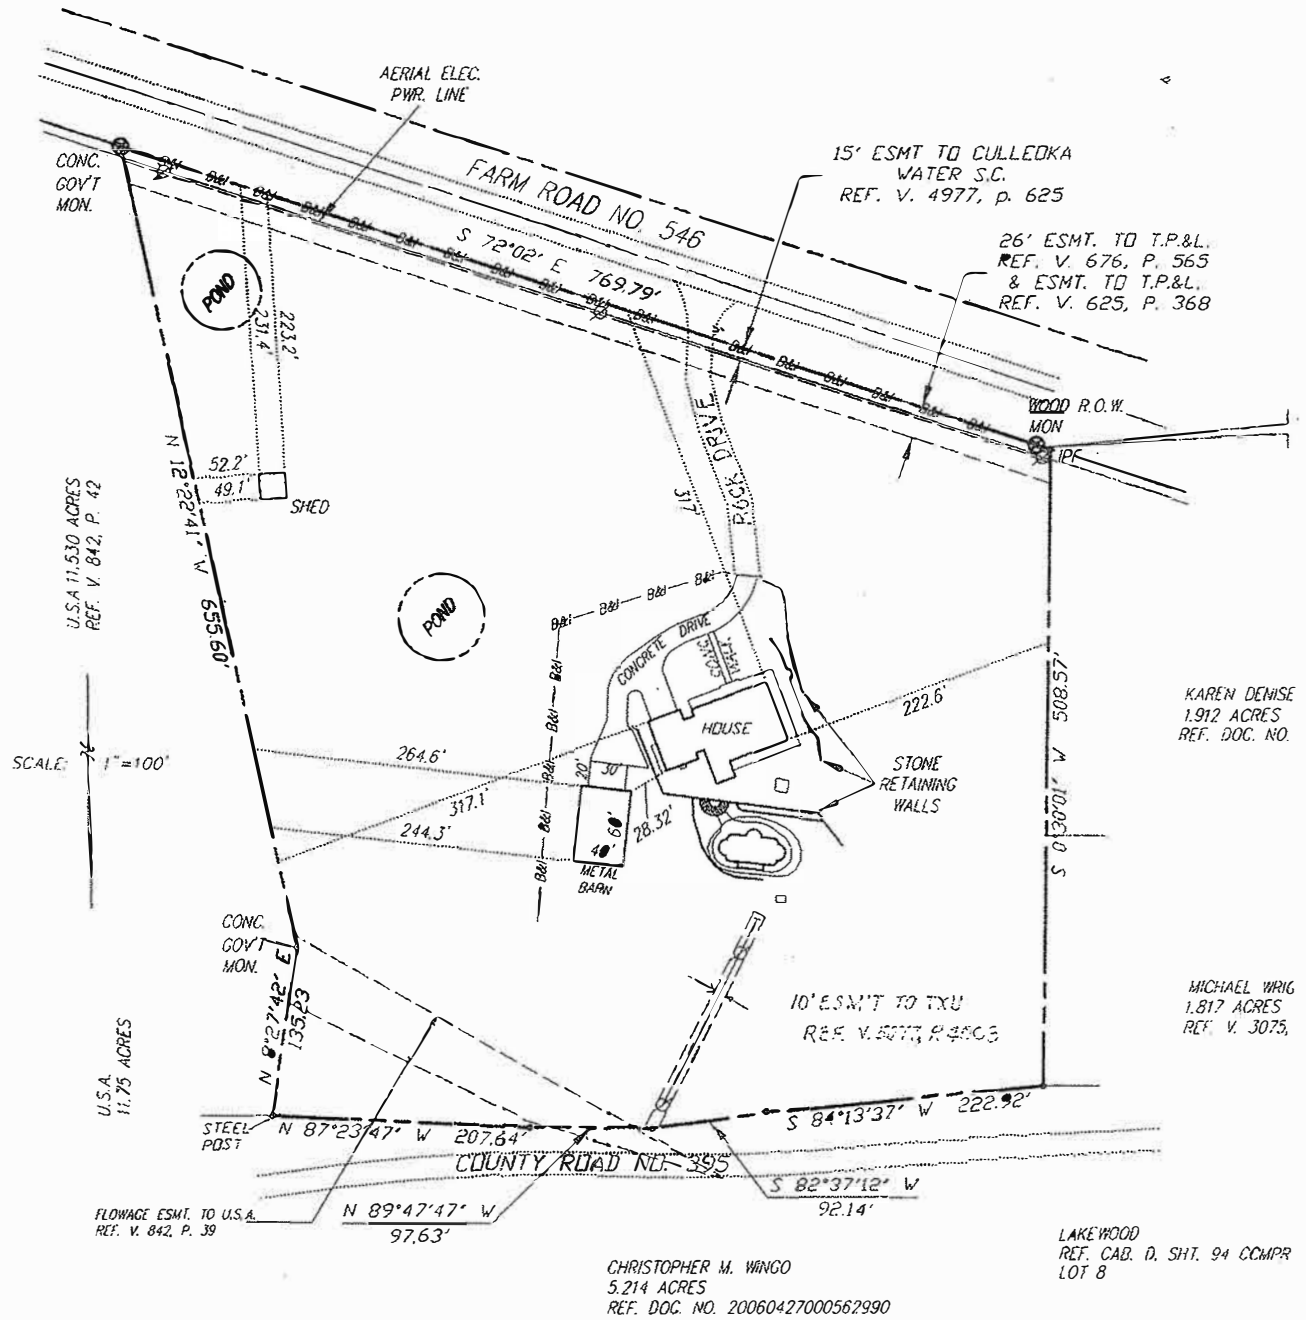 AERIAL ELEC.
PWR. LINE
CONC.
GOV'T
MON.
FARM ROAD NO. 546
15' ESMT TO CULLEOKA
WATER S.C.
REF. V. 4977, p. 625
26' ESMT. TO T.P.&L.
REF. V. 676, P. 565
& ESMT. TO T.P.&L.
REF. V. 625, P. 368
S 72°02' E 769.79'
POND
231.4'
223.2'
WOOD R.O.W.
MON
IPF
ROCK DRIVE
317'
52.2'
49.1'
SHED
N 12°22'41" W 655.60'
U.S.A 11.530 ACRES
REF. V. 842, P. 42
POND
CONCRETE DRIVE
CONC
WALK
HOUSE
222.6'
S 0°30'01" W 508.57'
KAREN DENISE
1.912 ACRES
REF. DOC. NO.
SCALE: 1"=100'
264.6'
317.1'
244.3'
20'
30'
60'
40'
28.32'
METAL
BARN
STONE
RETAINING
WALLS
CONC.
GOV'T
MON.
N 8°27'42" E
135.23
U.S.A.
11.75 ACRES
10' ESM'T TO TXU
REF. V.
MICHAEL WRIG
1.817 ACRES
REF. V. 3075,
STEEL
POST
N 87°23'47" W 207.64'
S 84°13'37" W 222.92'
COUNTY ROAD NO. 395
FLOWAGE ESMT. TO U.S.A.
REF. V. 842, P. 39
N 89°47'47" W
97.63'
S 82°37'12" W
92.14'
CHRISTOPHER M. WINGO
5.214 ACRES
REF. DOC. NO. 20060427000562990
LAKEWOOD
REF. CAB. D, SHT. 94 CCMPR
LOT 8